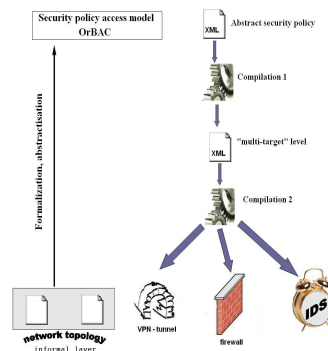 Security policy access model
OrBAC
Formalization, abstractisation
network topology
informal layer
XML
Abstract security policy
Compilation 1
XML
"multi-target" level
Compilation 2
VPN - tunnel
firewall
IDS